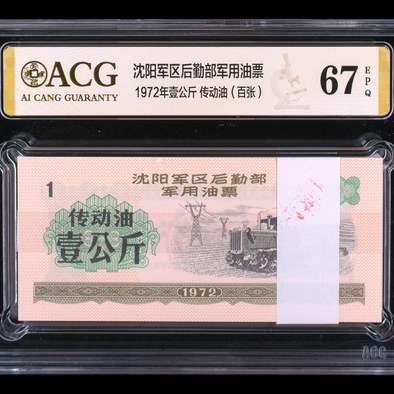 ACG
AI CANG GUARANTY
沈阳军区后勤部军用油票
1972年壹公斤 传动油（百张）
67
EPQ
1
沈阳军区后勤部
军用油票
传动油
壹公斤
1972
ACG